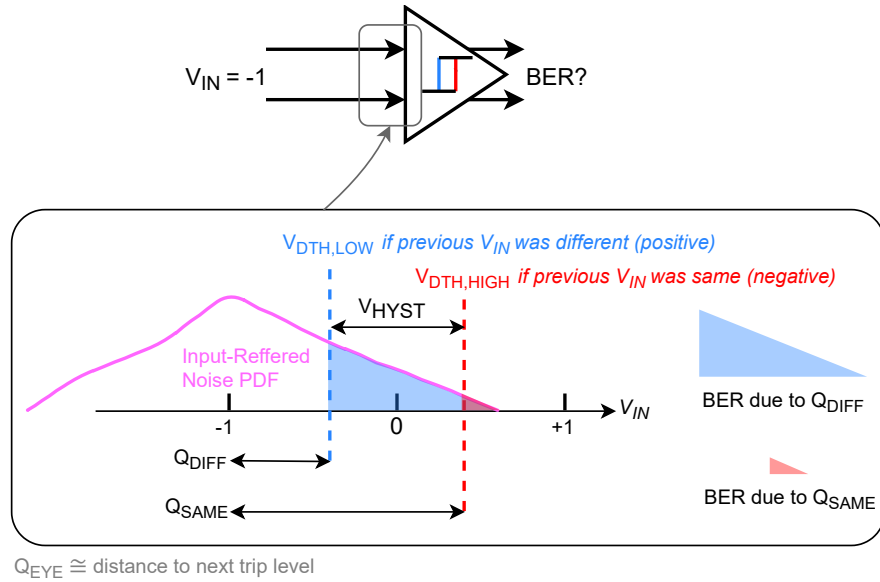 V_IN = -1
BER?
V_DTH,LOW if previous V_IN was different (positive)
V_DTH,HIGH if previous V_IN was same (negative)
V_HYST
Input-Reffered
Noise PDF
-1
0
+1
V_IN
Q_DIFF
Q_SAME
BER due to Q_DIFF
BER due to Q_SAME
Q_EYE ≅ distance to next trip level